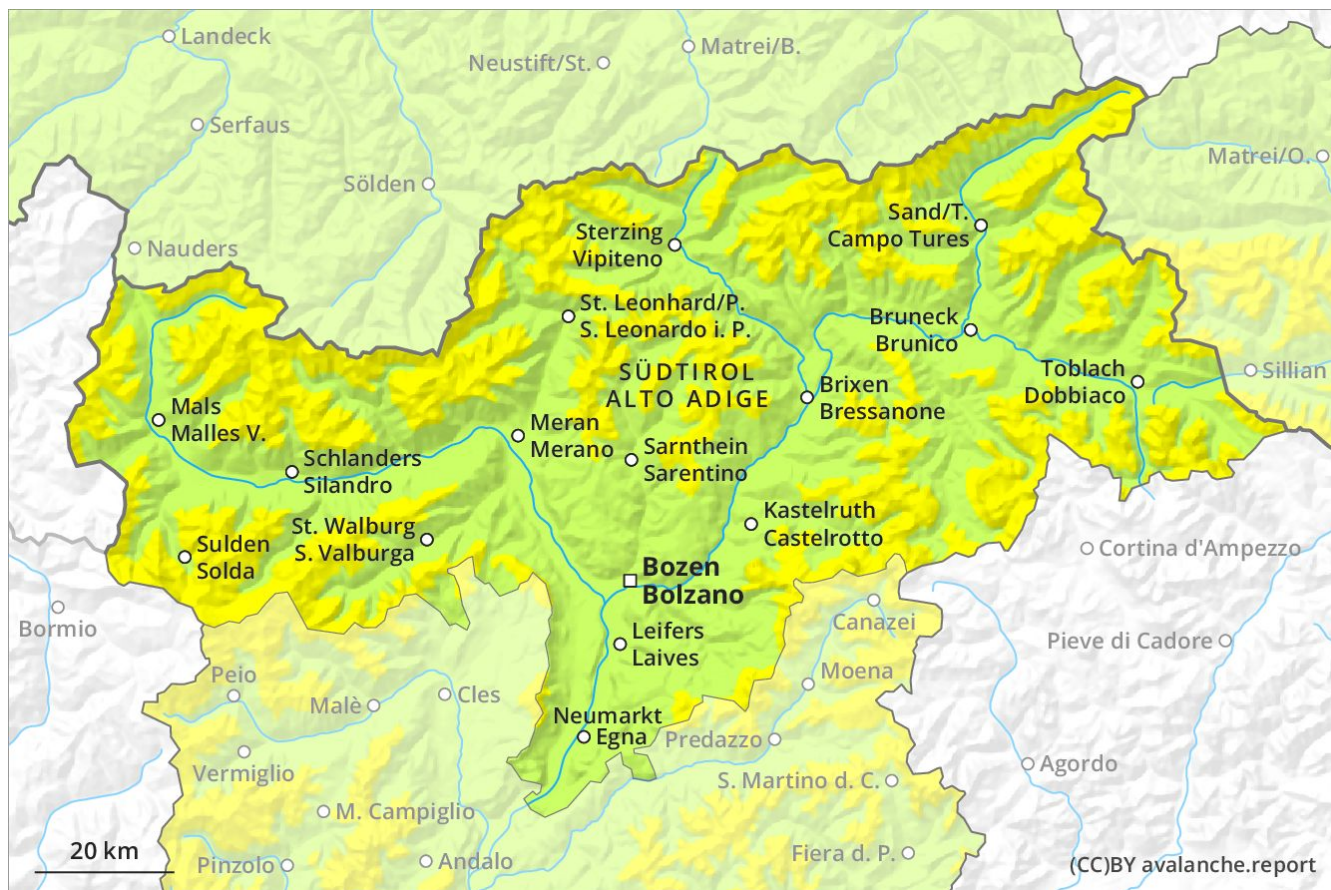 Landeck
Neustift/St.
Matrei/B.
Serfaus
Matrei/O.
Sölden
Nauders
Sand/T.
Campo Tures
Sterzing
Vipiteno
St. Leonhard/P.
S. Leonardo i. P.
Bruneck
Brunico
SÜDTIROL
ALTO ADIGE
Toblach
Dobbiaco
Sillian
Brixen
Bressanone
Mals
Malles V.
Meran
Merano
Sarnthein
Sarentino
Schlanders
Silandro
Kastelruth
Castelrotto
St. Walburg
S. Valburga
Sulden
Solda
Cortina d'Ampezzo
Bozen
Bolzano
Bormio
Canazei
Leifers
Laives
Pieve di Cadore
Peio
Moena
Malè
Cles
Neumarkt
Egna
Predazzo
Vermiglio
Agordo
S. Martino d. C.
M. Campiglio
20 km
Pinzolo
Andalo
Fiera d. P.
(CC)BY avalanche.report